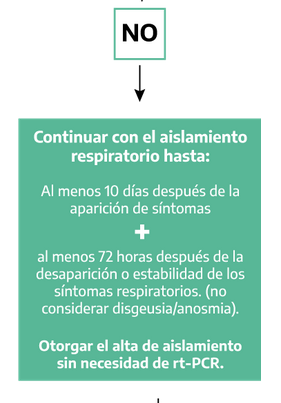 NO
Continuar con el aislamiento
respiratorio hasta:
Al menos 10 días después de la
aparición de síntomas
+
al menos 72 horas después de la
desaparición o estabilidad de los
síntomas respiratorios. (no
considerar disgeusia/anosmia).
Otorgar el alta de aislamiento
sin necesidad de rt-PCR.